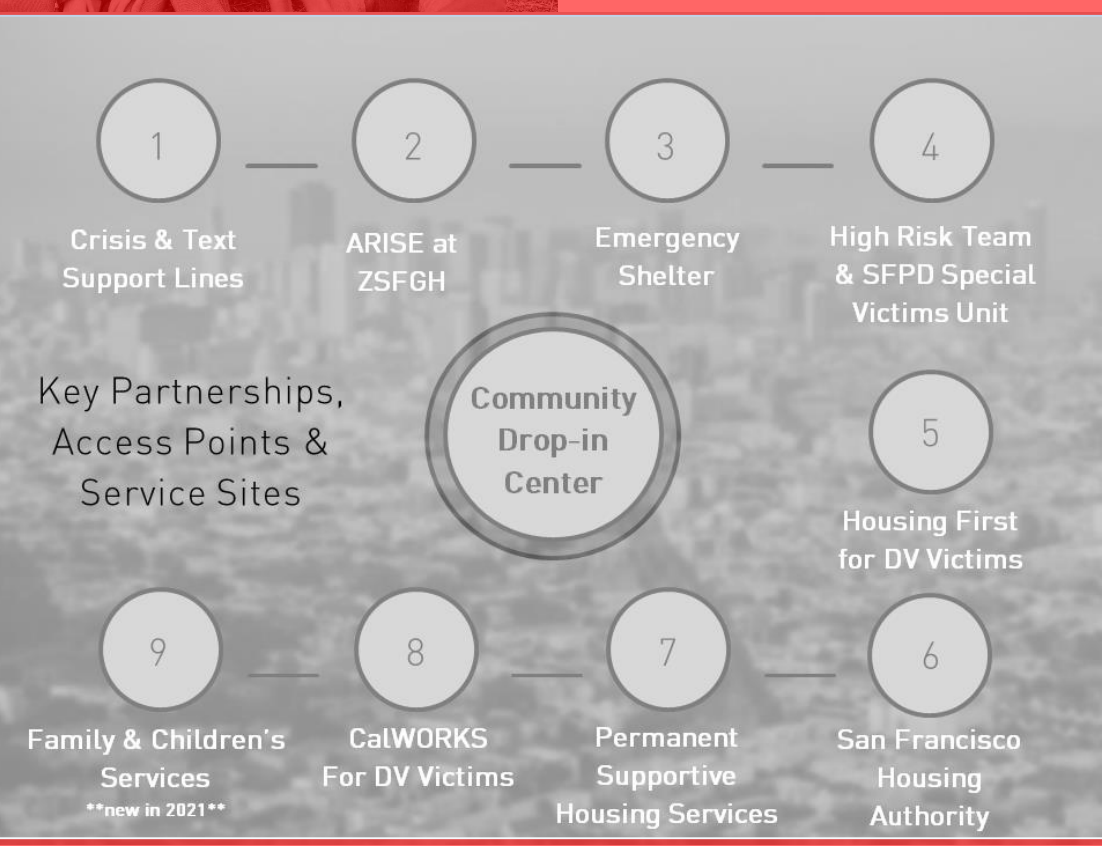 1
Crisis & Text
Support Lines
2
ARISE at
ZSFGH
3
Emergency
Shelter
4
High Risk Team
& SFPD Special
Victims Unit
Key Partnerships,
Access Points &
Service Sites
Community
Drop-in
Center
5
Housing First
for DV Victims
9
Family & Children's
Services
**new in 2021**
8
CalWORKS
For DV Victims
7
Permanent
Supportive
Housing Services
6
San Francisco
Housing
Authority